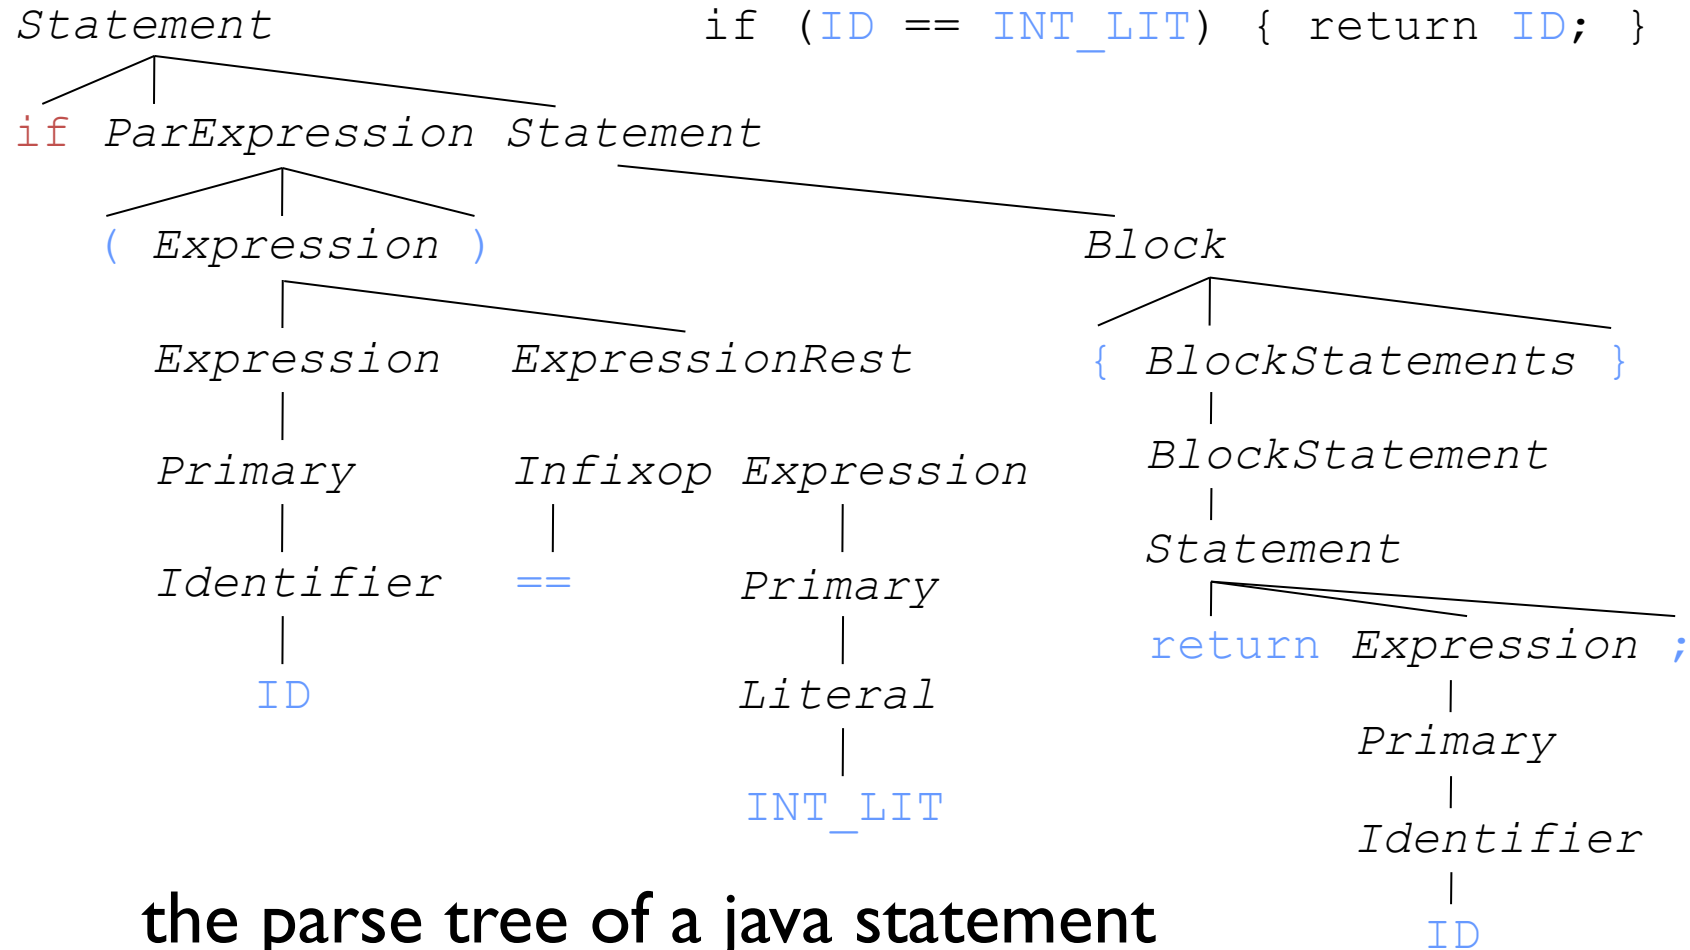 Statement if (ID == INT_LIT) { return ID; }
if ParExpression Statement
( Expression ) Block
Expression ExpressionRest { BlockStatements }
Primary Infixop Expression BlockStatement
Statement
Identifier == Primary
return Expression ;
ID Literal
Primary
INT_LIT
Identifier
the parse tree of a java statement
ID